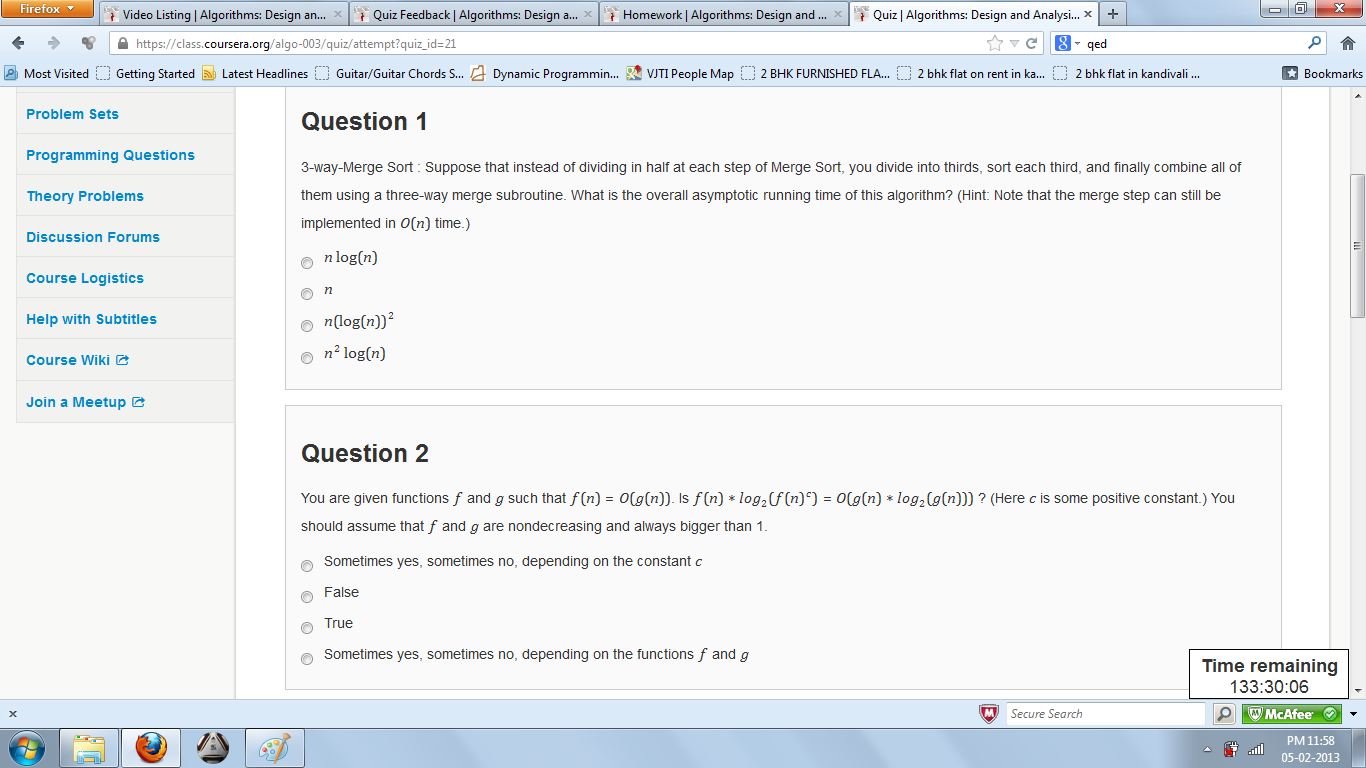 Firefox
Video Listing | Algorithms: Design an...
Quiz Feedback | Algorithms: Design a...
Homework | Algorithms: Design and ...
Quiz | Algorithms: Design and Analysi...
https://class.coursera.org/algo-003/quiz/attempt?quiz_id=21
qed
Most Visited
Getting Started
Latest Headlines
Guitar/Guitar Chords S...
Dynamic Programmin...
VJTI People Map
2 BHK FURNISHED FLA...
2 bhk flat on rent in ka...
2 bhk flat in kandivali ...
Bookmarks
Problem Sets
Programming Questions
Theory Problems
Discussion Forums
Course Logistics
Help with Subtitles
Course Wiki
Join a Meetup
Question 1
3-way-Merge Sort : Suppose that instead of dividing in half at each step of Merge Sort, you divide into thirds, sort each third, and finally combine all of
them using a three-way merge subroutine. What is the overall asymptotic running time of this algorithm? (Hint: Note that the merge step can still be
implemented in O(n) time.)
n log(n)
n
n(log(n))²
n² log(n)
Question 2
You are given functions f and g such that f(n) = O(g(n)). Is f(n) ∗ log₂(f(n)ᶜ) = O(g(n) ∗ log₂(g(n))) ? (Here c is some positive constant.) You
should assume that f and g are nondecreasing and always bigger than 1.
Sometimes yes, sometimes no, depending on the constant c
False
True
Sometimes yes, sometimes no, depending on the functions f and g
Time remaining
133:30:06
x
Secure Search
McAfee
PM 11:58
05-02-2013